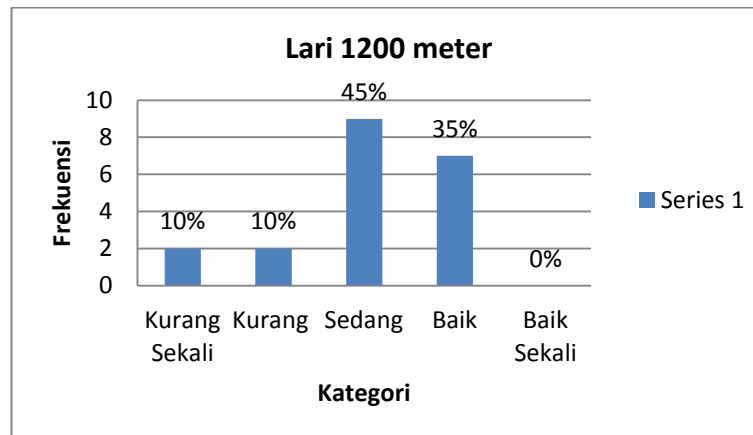 Lari 1200 meter
Frekuensi
10
8
6
4
2
0
10%
10%
45%
35%
0%
Kurang Sekali
Kurang
Sedang
Baik
Baik Sekali
Kategori
Series 1